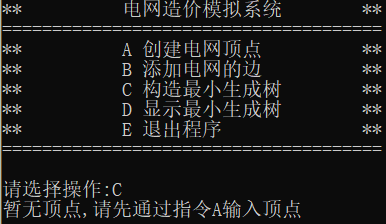 **          电网造价模拟系统          **
========================================
**          A 创建电网顶点            **
**          B 添加电网的边            **
**          C 构造最小生成树          **
**          D 显示最小生成树          **
**          E 退出程序                **
========================================
请选择操作:C
暂无顶点,请先通过指令A输入顶点